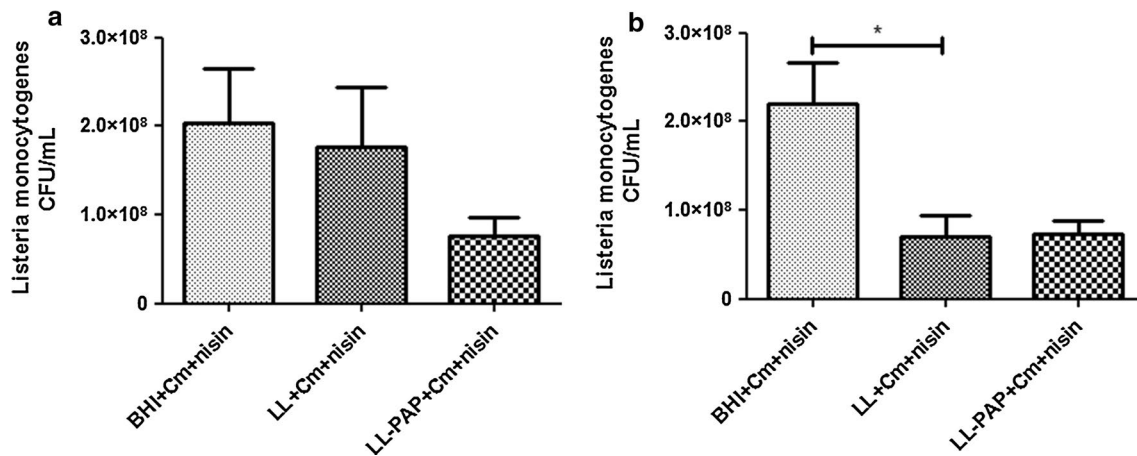 a
Listeria monocytogenes
CFU/mL
3.0×10⁸
2.0×10⁸
1.0×10⁸
0
BHI+Cm+nisin
LL+Cm+nisin
LL-PAP+Cm+nisin
b
Listeria monocytogenes
CFU/mL
3.0×10⁸
2.0×10⁸
1.0×10⁸
0
*
BHI+Cm+nisin
LL+Cm+nisin
LL-PAP+Cm+nisin